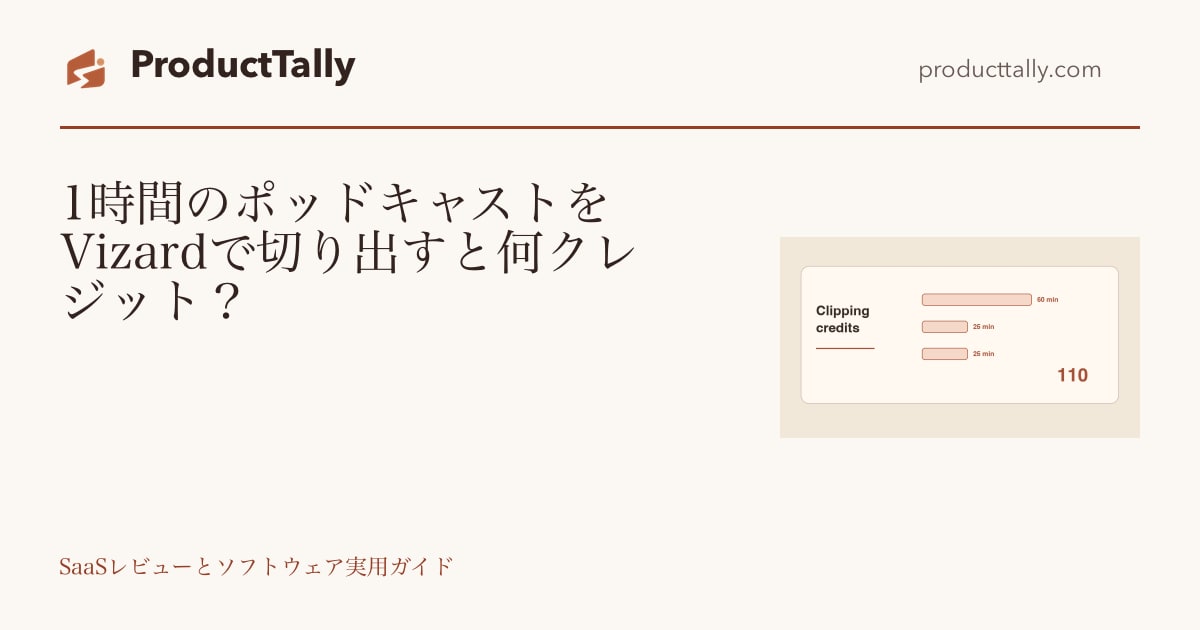 ProductTally
producttally.com
1時間のポッドキャストを
Vizardで切り出すと何クレ
ジット？
Clipping
credits
60 min
25 min
25 min
110
SaaSレビューとソフトウェア実用ガイド